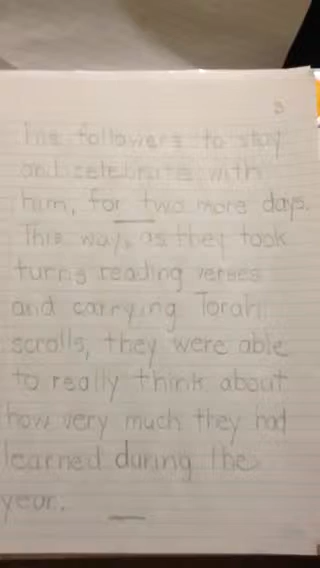 5
his followers to stay
and celebrate with
him, for two more days.
This way, as they took
turns reading verses
and carrying Torah
scrolls, they were able
to really think about
how very much they had
learned during the
year.